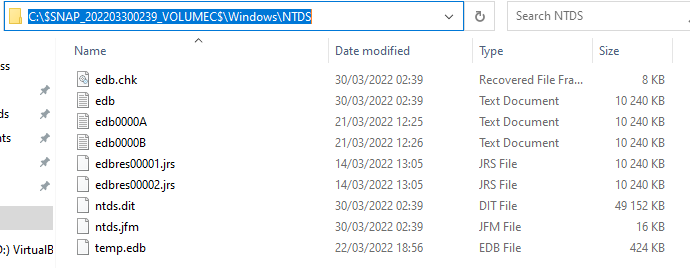 C:\$SNAP_202203300239_VOLUMEC$\Windows\NTDS Search NTDS
Name Date modified Type Size
ss
edb.chk 30/03/2022 02:39 Recovered File Fra... 8 KB
ds
edb 30/03/2022 02:39 Text Document 10 240 KB
nts
edb0000A 21/03/2022 12:25 Text Document 10 240 KB
edb0000B 21/03/2022 12:26 Text Document 10 240 KB
edbres00001.jrs 14/03/2022 13:05 JRS File 10 240 KB
edbres00002.jrs 14/03/2022 13:05 JRS File 10 240 KB
ntds.dit 30/03/2022 02:39 DIT File 49 152 KB
ntds.jfm 30/03/2022 02:39 JFM File 16 KB
:) VirtualB
temp.edb 22/03/2022 18:56 EDB File 424 KB